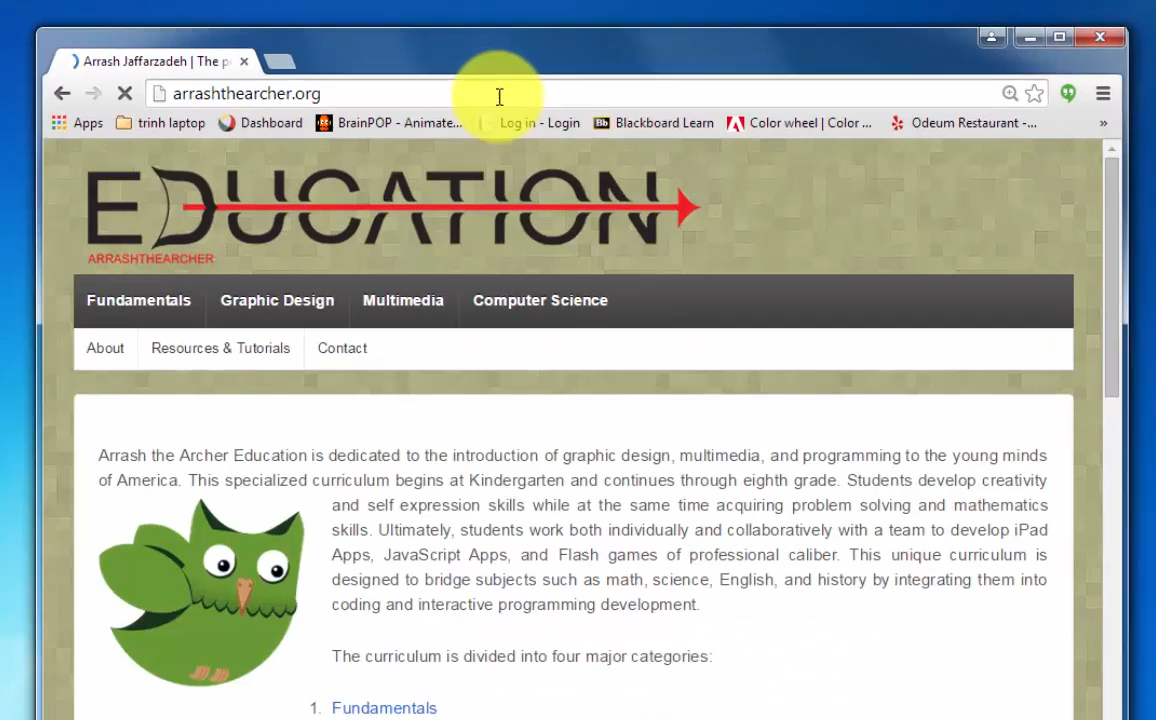 Arrash Jaffarzadeh | The p
arrashthearcher.org
Apps trinh laptop Dashboard BrainPOP - Animate... Log in - Login Bb Blackboard Learn Color wheel | Color ... Odeum Restaurant -... »
EDUCATION
ARRASHTHEARCHER
Fundamentals Graphic Design Multimedia Computer Science
About Resources & Tutorials Contact
Arrash the Archer Education is dedicated to the introduction of graphic design, multimedia, and programming to the young minds
of America. This specialized curriculum begins at Kindergarten and continues through eighth grade. Students develop creativity
and self expression skills while at the same time acquiring problem solving and mathematics
skills. Ultimately, students work both individually and collaboratively with a team to develop iPad
Apps, JavaScript Apps, and Flash games of professional caliber. This unique curriculum is
designed to bridge subjects such as math, science, English, and history by integrating them into
coding and interactive programming development.
The curriculum is divided into four major categories:
1. Fundamentals